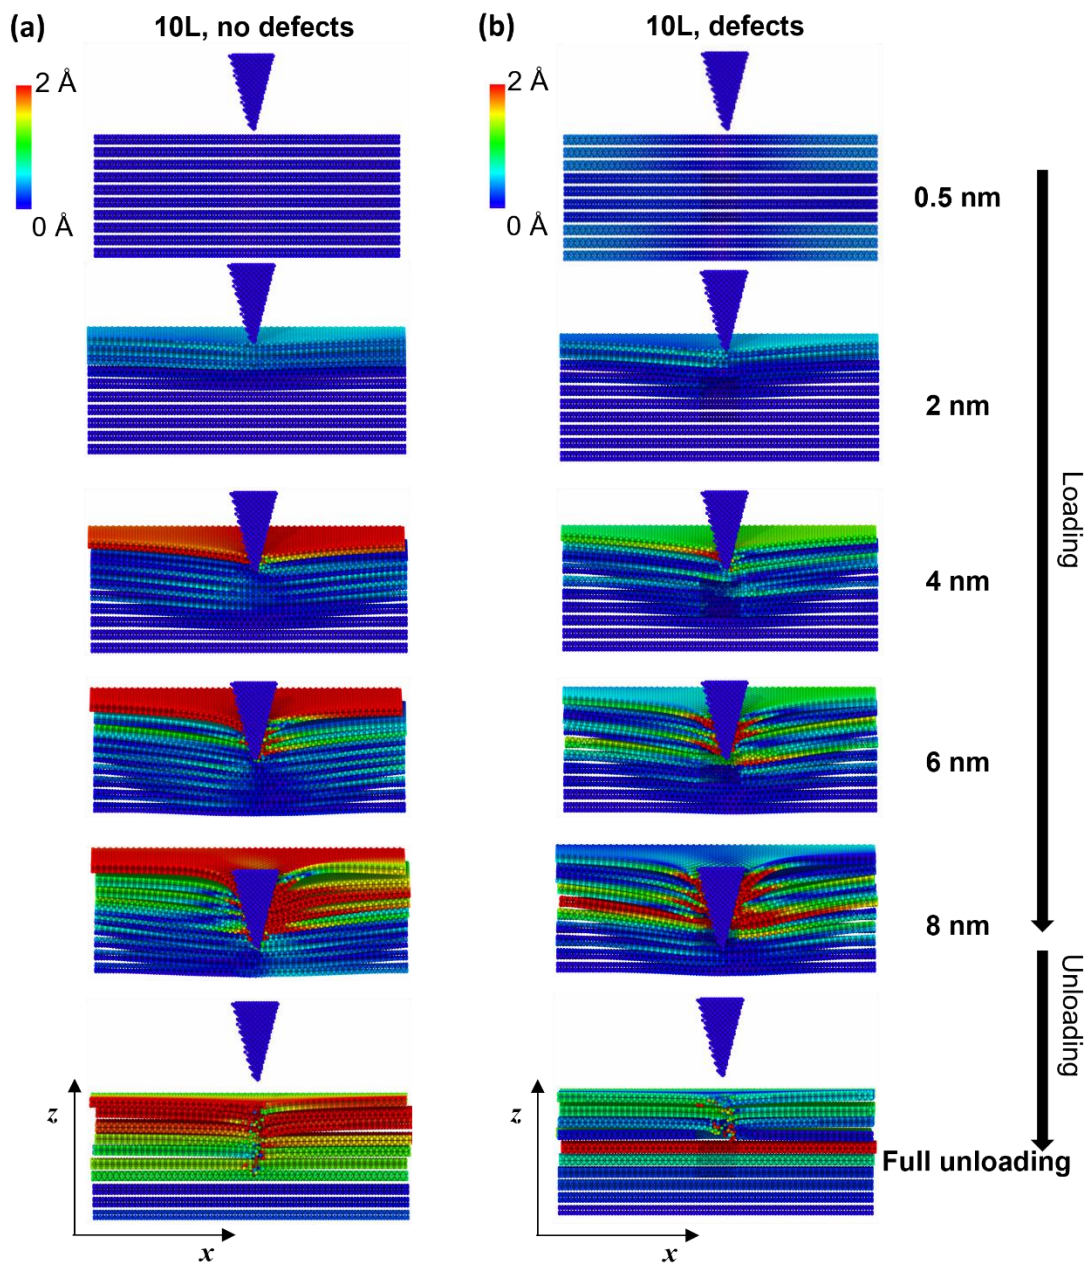 (a) 10L, no defects
(b) 10L, defects
2 Å
0 Å
2 Å
0 Å
0.5 nm
2 nm
4 nm
6 nm
8 nm
Loading
Unloading
Full unloading
z
x
z
x